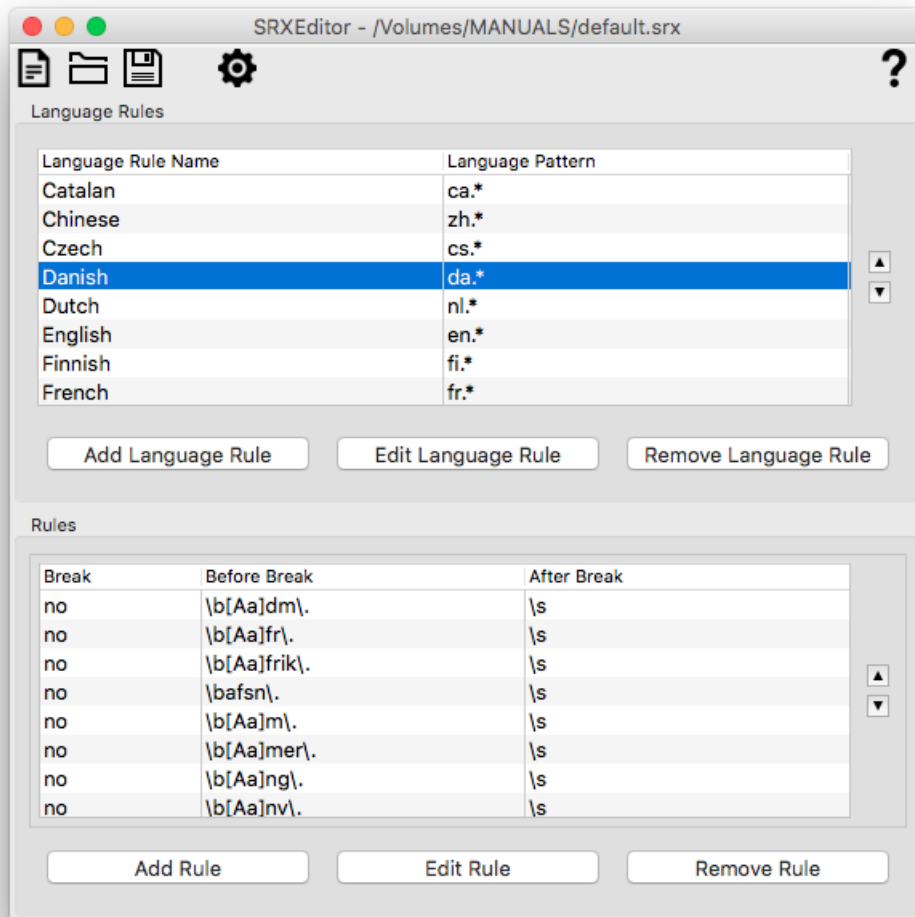 SRXEditor - /Volumes/MANUALS/default.srx
?
Language Rules
Language Rule Name Language Pattern
Catalan ca.*
Chinese zh.*
Czech cs.*
Danish da.*
Dutch nl.*
English en.*
Finnish fi.*
French fr.*
Add Language Rule Edit Language Rule Remove Language Rule
Rules
Break Before Break After Break
no \b[Aa]dm\. \s
no \b[Aa]fr\. \s
no \b[Aa]frik\. \s
no \bafsn\. \s
no \b[Aa]m\. \s
no \b[Aa]mer\. \s
no \b[Aa]ng\. \s
no \b[Aa]nv\. \s
Add Rule Edit Rule Remove Rule